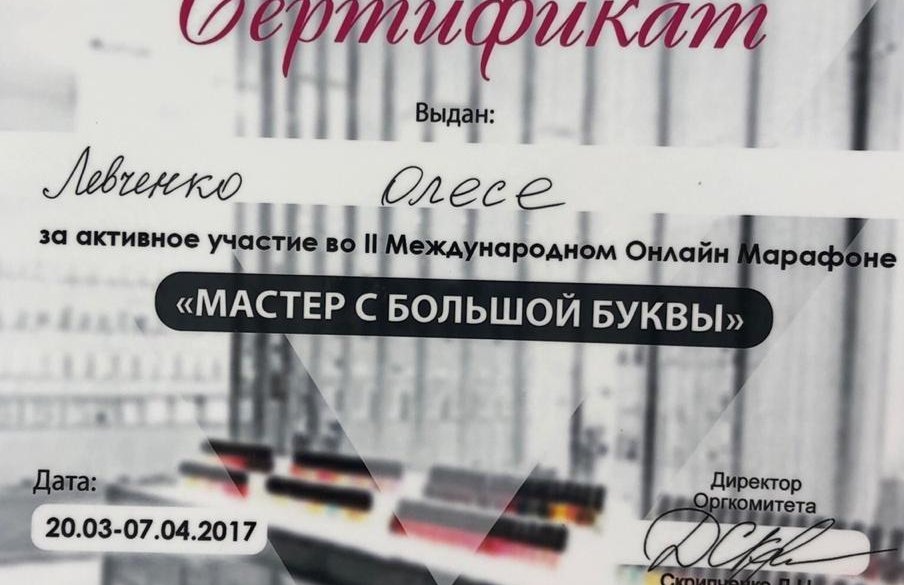 Сертификат
Выдан:
Левченко Олесе
за активное участие во II Международном Онлайн Марафоне
«МАСТЕР С БОЛЬШОЙ БУКВЫ»
Дата:
20.03-07.04.2017
Директор
Оргкомитета